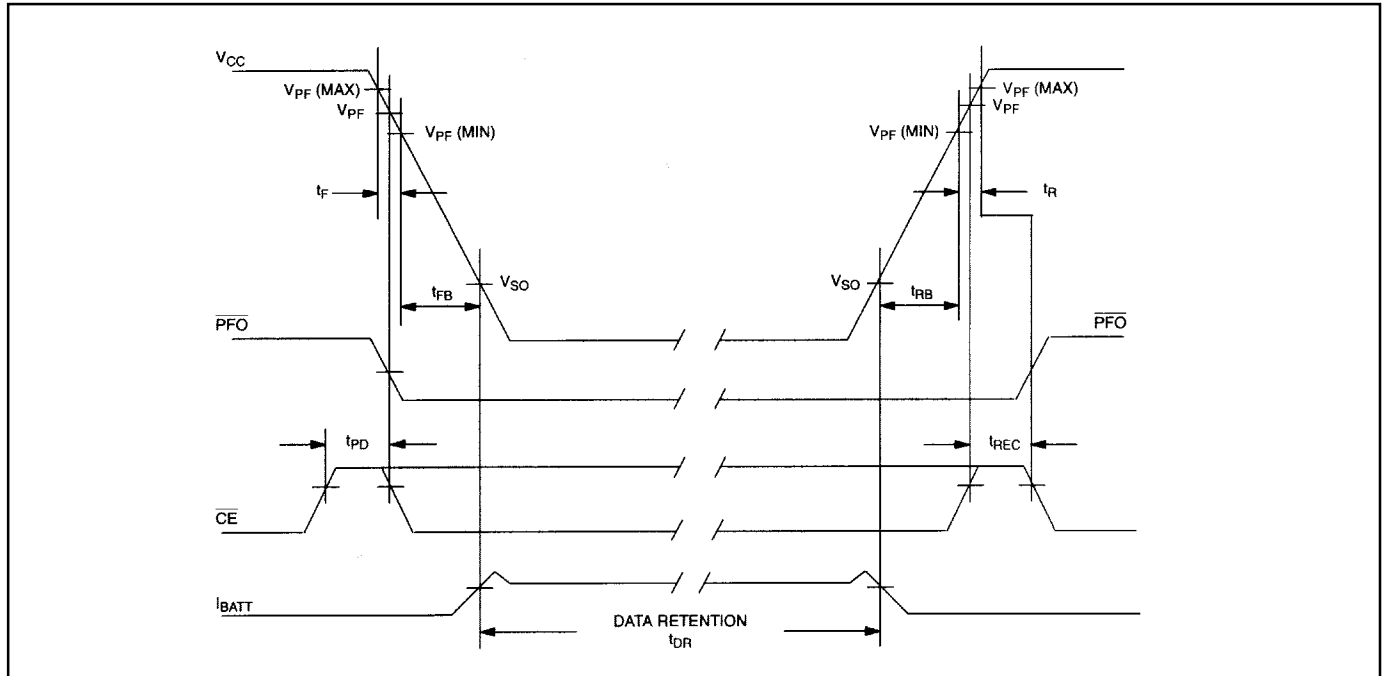 VCC
VPF (MAX)
VPF
VPF (MIN)
tF
tFB
VSO
VPF (MAX)
VPF
VPF (MIN)
tR
VSO
tRB
PFO
PFO
tPD
tREC
CE
IBATT
DATA RETENTION
tDR